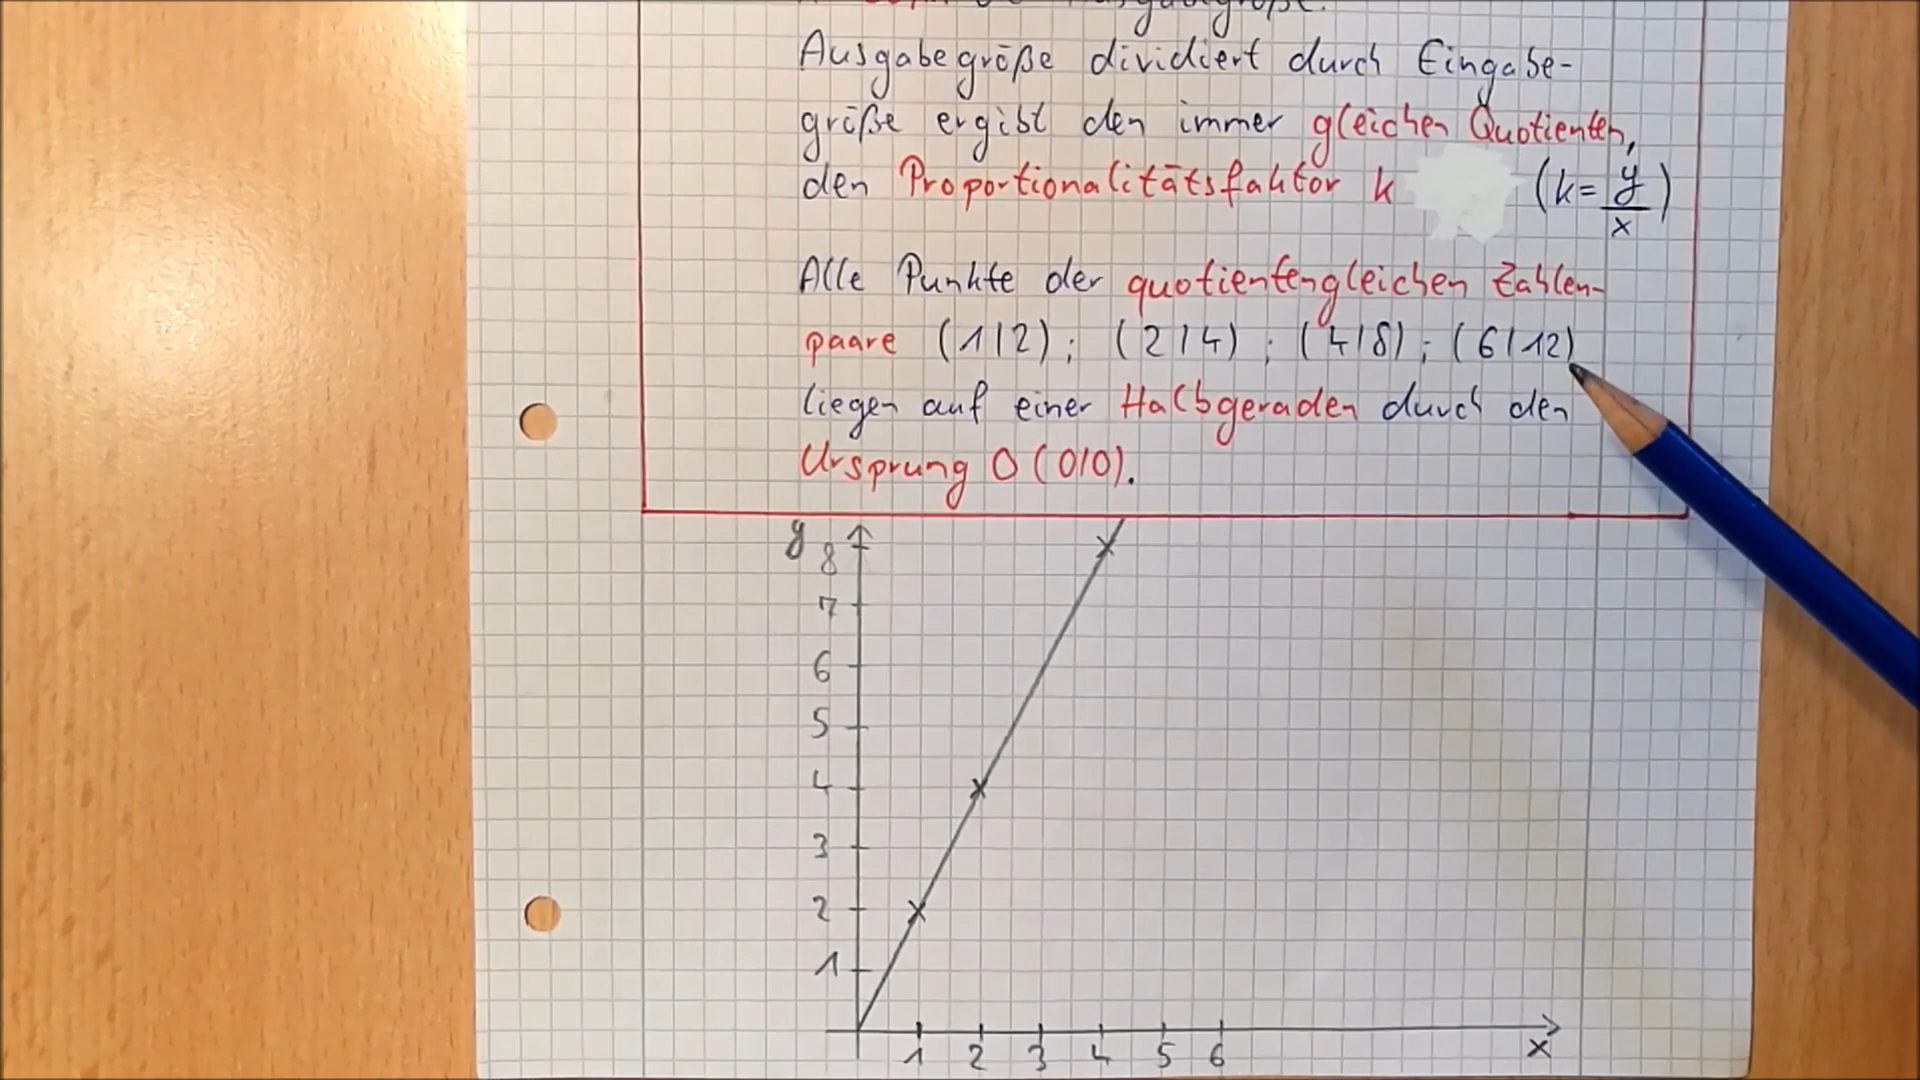 Ausgabegröße dividiert durch Eingabe-
größe ergibt den immer gleichen Quotienten,
den Proportionalitätsfaktor k (k = y/x)
Alle Punkte der quotientengleichen Zahlen-
paare (1|2); (2|4); (4|8); (6|12)
liegen auf einer Halbgeraden durch den
Ursprung O (0|0).
y
8
7
6
5
4
3
2
1
1 2 3 4 5 6 x